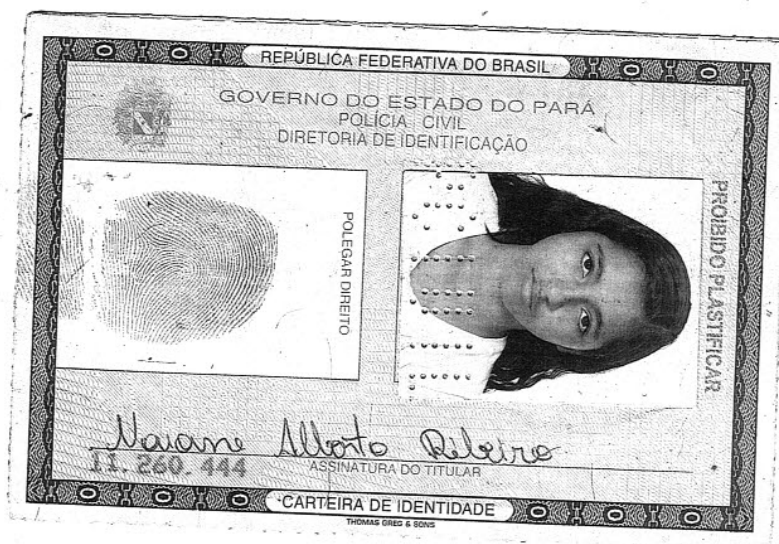 REPÚBLICA FEDERATIVA DO BRASIL
GOVERNO DO ESTADO DO PARÁ
POLÍCIA CIVIL
DIRETORIA DE IDENTIFICAÇÃO
POLEGAR DIREITO
PROIBIDO PLASTIFICAR
Naiane Alberto Ribeiro
11.260.444
ASSINATURA DO TITULAR
CARTEIRA DE IDENTIDADE
THOMAS GREG & SONS